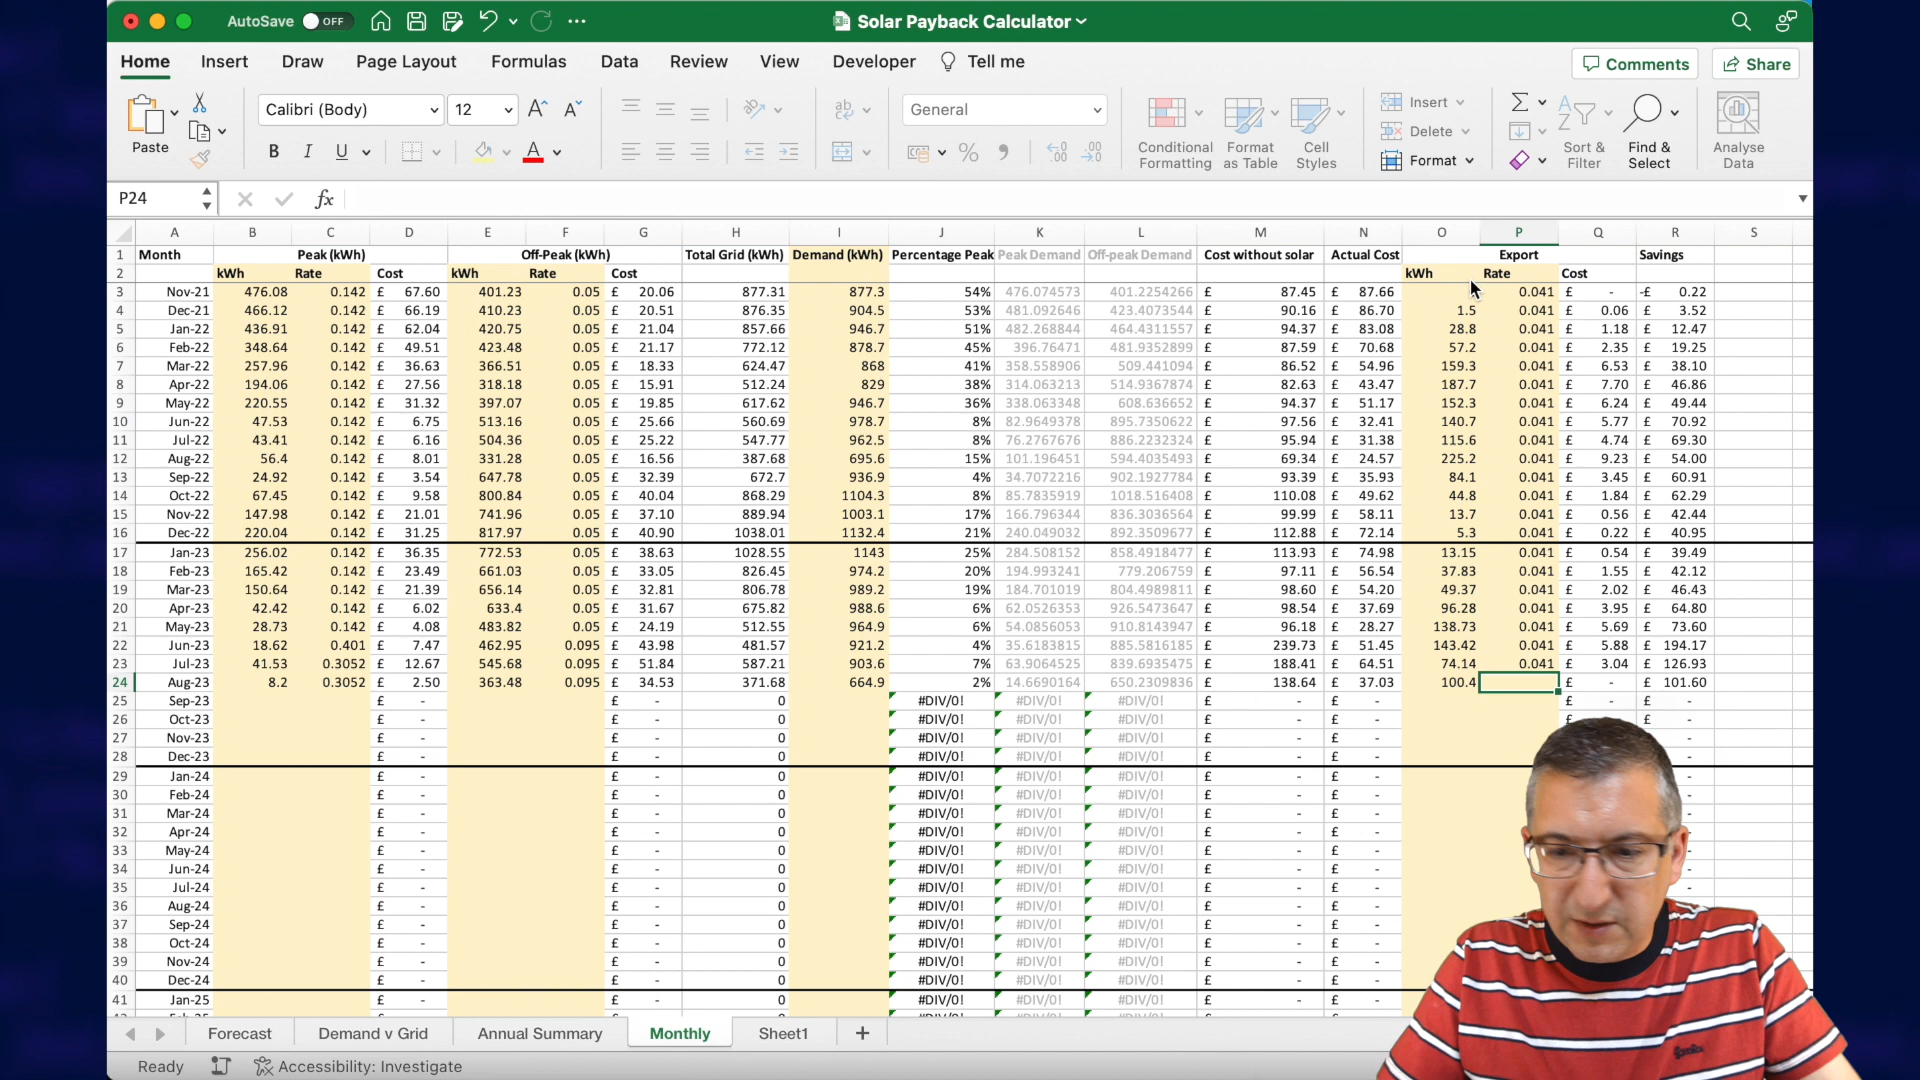 AutoSave OFF Solar Payback Calculator
Home Insert Draw Page Layout Formulas Data Review View Developer Tell me Comments Share
Calibri (Body) 12 General Insert
Paste Delete
Format
Conditional Formatting Format as Table Cell Styles Sort & Filter Find & Select Analyse Data
P24 fx
A B C D E F G H I J K L M N O P Q R S
1 Month Peak (kWh) Off-Peak (kWh) Total Grid (kWh) Demand (kWh) Percentage Peak Peak Demand Off-peak Demand Cost without solar Actual Cost Export Savings
2 kWh Rate Cost kWh Rate Cost kWh Rate Cost
3 Nov-21 476.08 0.142 £ 67.60 401.23 0.05 £ 20.06 877.31 877.3 54% 476.074573 401.2254266 £ 87.45 £ 87.66 0.041 £ - -£ 0.22
4 Dec-21 466.12 0.142 £ 66.19 410.23 0.05 £ 20.51 876.35 904.5 53% 481.092646 423.4073544 £ 90.16 £ 86.70 1.5 0.041 £ 0.06 £ 3.52
5 Jan-22 436.91 0.142 £ 62.04 420.75 0.05 £ 21.04 857.66 946.7 51% 482.268844 464.4311557 £ 94.37 £ 83.08 28.8 0.041 £ 1.18 £ 12.47
6 Feb-22 348.64 0.142 £ 49.51 423.48 0.05 £ 21.17 772.12 878.7 45% 396.76471 481.9352899 £ 87.59 £ 70.68 57.2 0.041 £ 2.35 £ 19.25
7 Mar-22 257.96 0.142 £ 36.63 366.51 0.05 £ 18.33 624.47 868 41% 358.558906 509.441094 £ 86.52 £ 54.96 159.3 0.041 £ 6.53 £ 38.10
8 Apr-22 194.06 0.142 £ 27.56 318.18 0.05 £ 15.91 512.24 829 38% 314.063213 514.9367874 £ 82.63 £ 43.47 187.7 0.041 £ 7.70 £ 46.86
9 May-22 220.55 0.142 £ 31.32 397.07 0.05 £ 19.85 617.62 946.7 36% 338.063348 608.636652 £ 94.37 £ 51.17 152.3 0.041 £ 6.24 £ 49.44
10 Jun-22 47.53 0.142 £ 6.75 513.16 0.05 £ 25.66 560.69 978.7 8% 82.9649378 895.7350622 £ 97.56 £ 32.41 140.7 0.041 £ 5.77 £ 70.92
11 Jul-22 43.41 0.142 £ 6.16 504.36 0.05 £ 25.22 547.77 962.5 8% 76.2767676 886.2232324 £ 95.94 £ 31.38 115.6 0.041 £ 4.74 £ 69.30
12 Aug-22 56.4 0.142 £ 8.01 331.28 0.05 £ 16.56 387.68 695.6 15% 101.196451 594.4035493 £ 69.34 £ 24.57 225.2 0.041 £ 9.23 £ 54.00
13 Sep-22 24.92 0.142 £ 3.54 647.78 0.05 £ 32.39 672.7 936.9 4% 34.7072216 902.1927784 £ 93.39 £ 35.93 84.1 0.041 £ 3.45 £ 60.91
14 Oct-22 67.45 0.142 £ 9.58 800.84 0.05 £ 40.04 868.29 1104.3 8% 85.7835919 1018.516408 £ 110.08 £ 49.62 44.8 0.041 £ 1.84 £ 62.29
15 Nov-22 147.98 0.142 £ 21.01 741.96 0.05 £ 37.10 889.94 1003.1 17% 166.796344 836.3036564 £ 99.99 £ 58.11 13.7 0.041 £ 0.56 £ 42.44
16 Dec-22 220.04 0.142 £ 31.25 817.97 0.05 £ 40.90 1038.01 1132.4 21% 240.049032 892.3509677 £ 112.88 £ 72.14 5.3 0.041 £ 0.22 £ 40.95
17 Jan-23 256.02 0.142 £ 36.35 772.53 0.05 £ 38.63 1028.55 1143 25% 284.508152 858.4918477 £ 113.93 £ 74.98 13.15 0.041 £ 0.54 £ 39.49
18 Feb-23 165.42 0.142 £ 23.49 661.03 0.05 £ 33.05 826.45 974.2 20% 194.993241 779.206759 £ 97.11 £ 56.54 37.83 0.041 £ 1.55 £ 42.12
19 Mar-23 150.64 0.142 £ 21.39 656.14 0.05 £ 32.81 806.78 989.2 19% 184.701019 804.4989811 £ 98.60 £ 54.20 49.37 0.041 £ 2.02 £ 46.43
20 Apr-23 42.42 0.142 £ 6.02 633.4 0.05 £ 31.67 675.82 988.6 6% 62.0526353 926.5473647 £ 98.54 £ 37.69 96.28 0.041 £ 3.95 £ 64.80
21 May-23 28.73 0.142 £ 4.08 483.82 0.05 £ 24.19 512.55 964.9 6% 54.0856053 910.8143947 £ 96.18 £ 28.27 138.73 0.041 £ 5.69 £ 73.60
22 Jun-23 18.62 0.401 £ 7.47 462.95 0.095 £ 43.98 481.57 921.2 4% 35.6183815 885.5816185 £ 239.73 £ 51.45 143.42 0.041 £ 5.88 £ 194.17
23 Jul-23 41.53 0.3052 £ 12.67 545.68 0.095 £ 51.84 587.21 903.6 7% 63.9064525 839.6935475 £ 188.41 £ 64.51 74.14 0.041 £ 3.04 £ 126.93
24 Aug-23 8.2 0.3052 £ 2.50 363.48 0.095 £ 34.53 371.68 664.9 2% 14.6690164 650.2309836 £ 138.64 £ 37.03 100.4 £ - £ 101.60
25 Sep-23 £ - £ - 0 #DIV/0! #DIV/0! #DIV/0! £ - £ - £ - £ -
26 Oct-23 £ - £ - 0 #DIV/0! #DIV/0! #DIV/0! £ - £ - £ £ -
27 Nov-23 £ - £ - 0 #DIV/0! #DIV/0! #DIV/0! £ - £ - -
28 Dec-23 £ - £ - 0 #DIV/0! #DIV/0! #DIV/0! £ - £ - -
29 Jan-24 £ - £ - 0 #DIV/0! #DIV/0! #DIV/0! £ - £ - -
30 Feb-24 £ - £ - 0 #DIV/0! #DIV/0! #DIV/0! £ - £ - -
31 Mar-24 £ - £ - 0 #DIV/0! #DIV/0! #DIV/0! £ - £ - -
32 Apr-24 £ - £ - 0 #DIV/0! #DIV/0! #DIV/0! £ - £ - -
33 May-24 £ - £ - 0 #DIV/0! #DIV/0! #DIV/0! £ - £ - -
34 Jun-24 £ - £ - 0 #DIV/0! #DIV/0! #DIV/0! £ - £ - -
35 Jul-24 £ - £ - 0 #DIV/0! #DIV/0! #DIV/0! £ - £ - -
36 Aug-24 £ - £ - 0 #DIV/0! #DIV/0! #DIV/0! £ - £ - -
37 Sep-24 £ - £ - 0 #DIV/0! #DIV/0! #DIV/0! £ - £ - -
38 Oct-24 £ - £ - 0 #DIV/0! #DIV/0! #DIV/0! £ - £ - -
39 Nov-24 £ - £ - 0 #DIV/0! #DIV/0! #DIV/0! £ - £ - -
40 Dec-24 £ - £ - 0 #DIV/0! #DIV/0! #DIV/0! £ - £ - -
41 Jan-25 £ - £ - 0 #DIV/0! #DIV/0! #DIV/0! £ - £ - -
Forecast Demand v Grid Annual Summary Monthly Sheet1 +
Ready Accessibility: Investigate